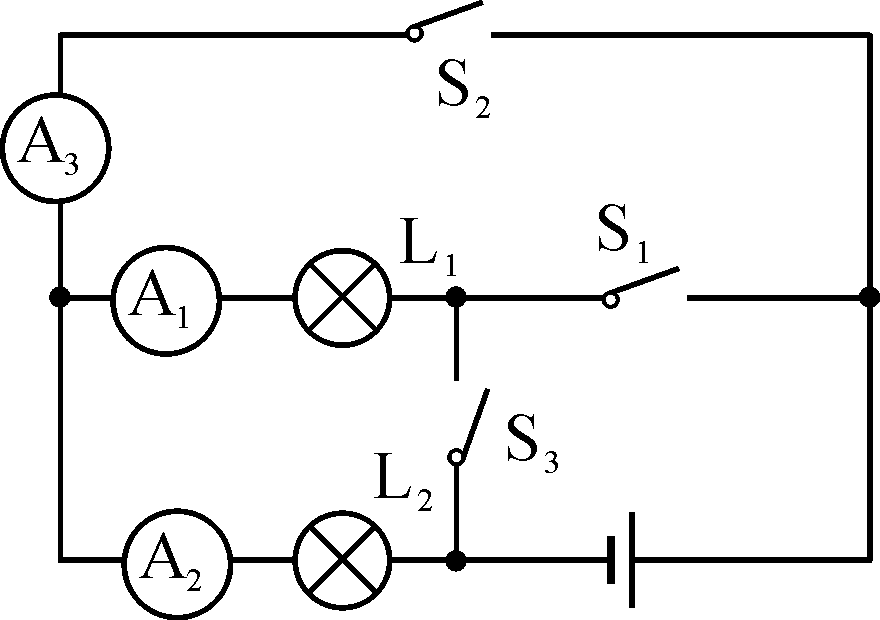 S₂
A₃
L₁
S₁
A₁
S₃
L₂
A₂